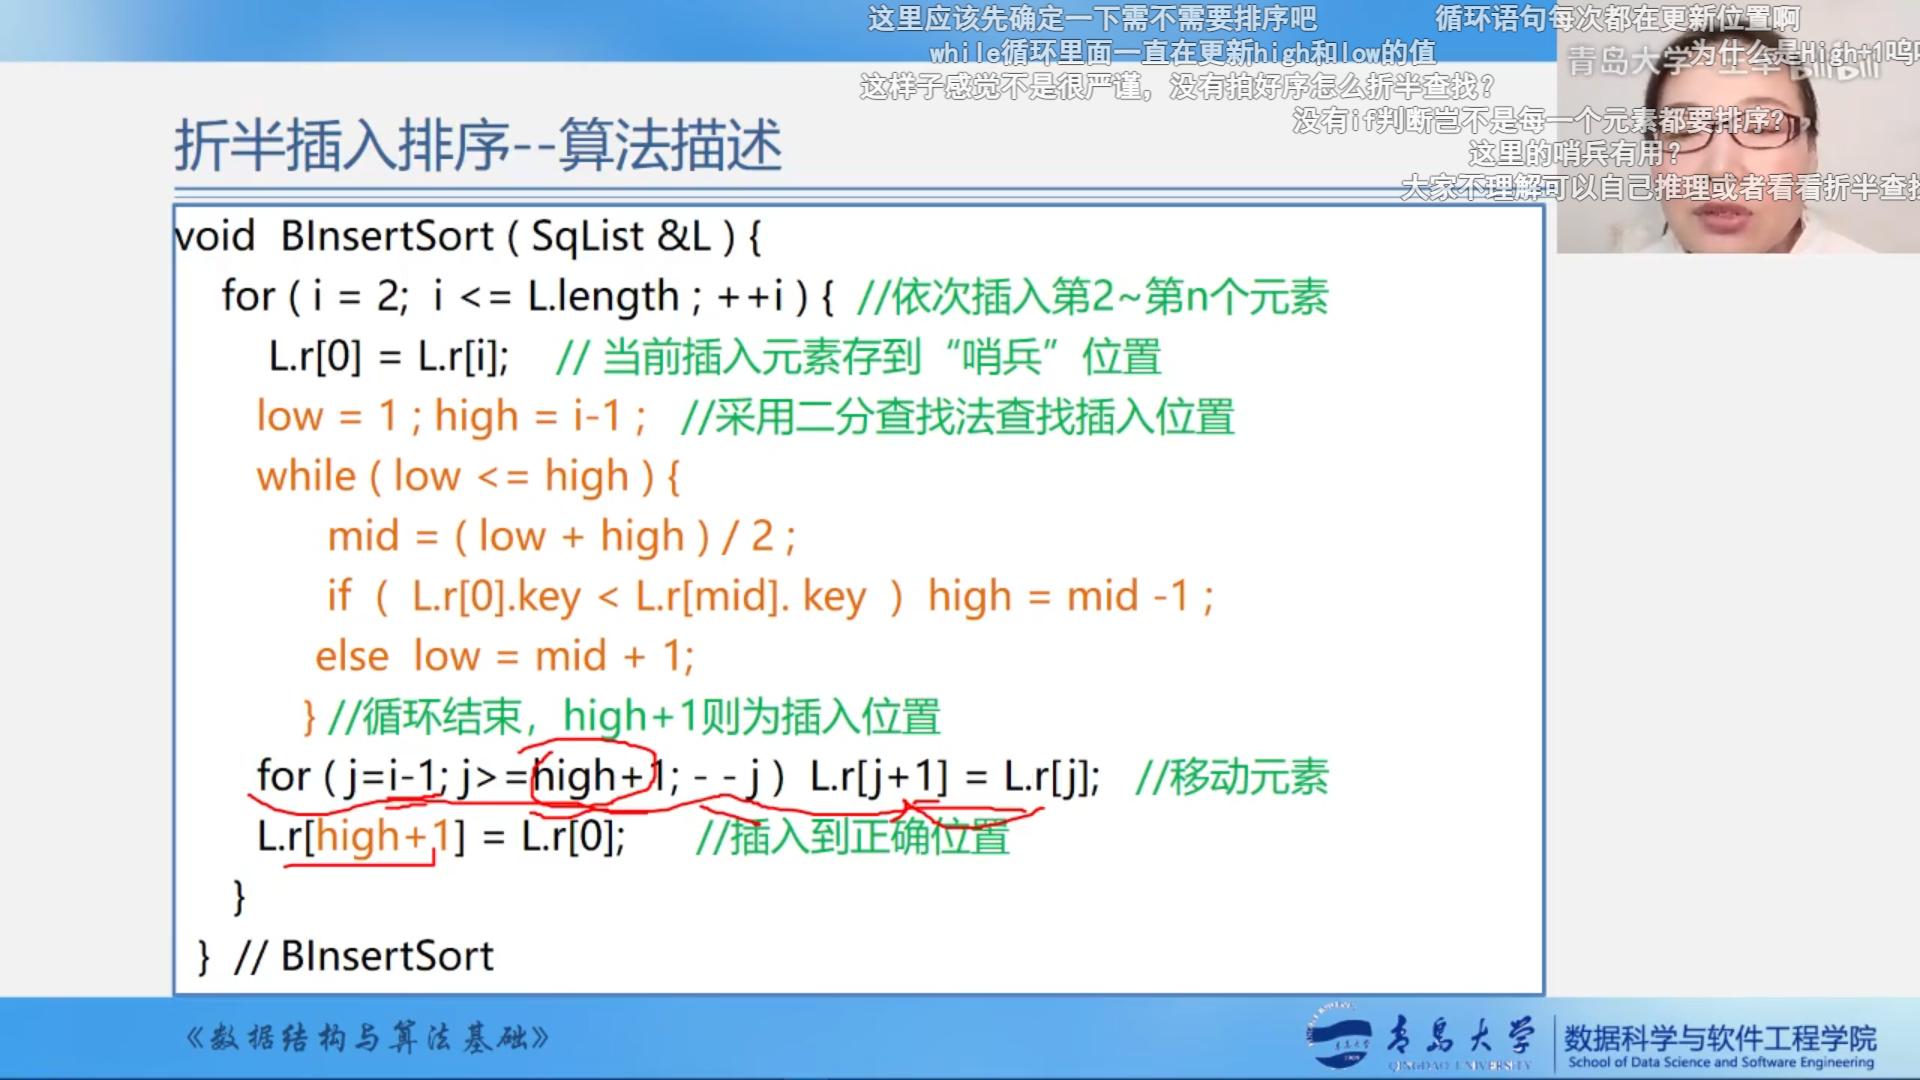 这里应该先确定一下需不需要排序吧
循环语句每次都在更新位置啊
while循环里面一直在更新high和low的值
为什么是High+1呜
这样子感觉不是很严谨，没有拍好序怎么折半查找？
没有if判断岂不是每一个元素都要排序？
这里的哨兵有用？
大家不理解可以自己推理或者看看折半查找
青岛大学
bilibili
折半插入排序--算法描述
void BInsertSort ( SqList &L ) {
for ( i = 2; i <= L.length ; ++i ) { //依次插入第2~第n个元素
L.r[0] = L.r[i]; // 当前插入元素存到“哨兵”位置
low = 1 ; high = i-1 ; //采用二分查找法查找插入位置
while ( low <= high ) {
mid = ( low + high ) / 2 ;
if ( L.r[0].key < L.r[mid]. key ) high = mid -1 ;
else low = mid + 1;
} //循环结束，high+1则为插入位置
for ( j=i-1; j>=high+1; - - j ) L.r[j+1] = L.r[j]; //移动元素
L.r[high+1] = L.r[0]; //插入到正确位置
}
} // BInsertSort
《数据结构与算法基础》
青岛大学
QINGDAO UNIVERSITY
数据科学与软件工程学院
School of Data Science and Software Engineering